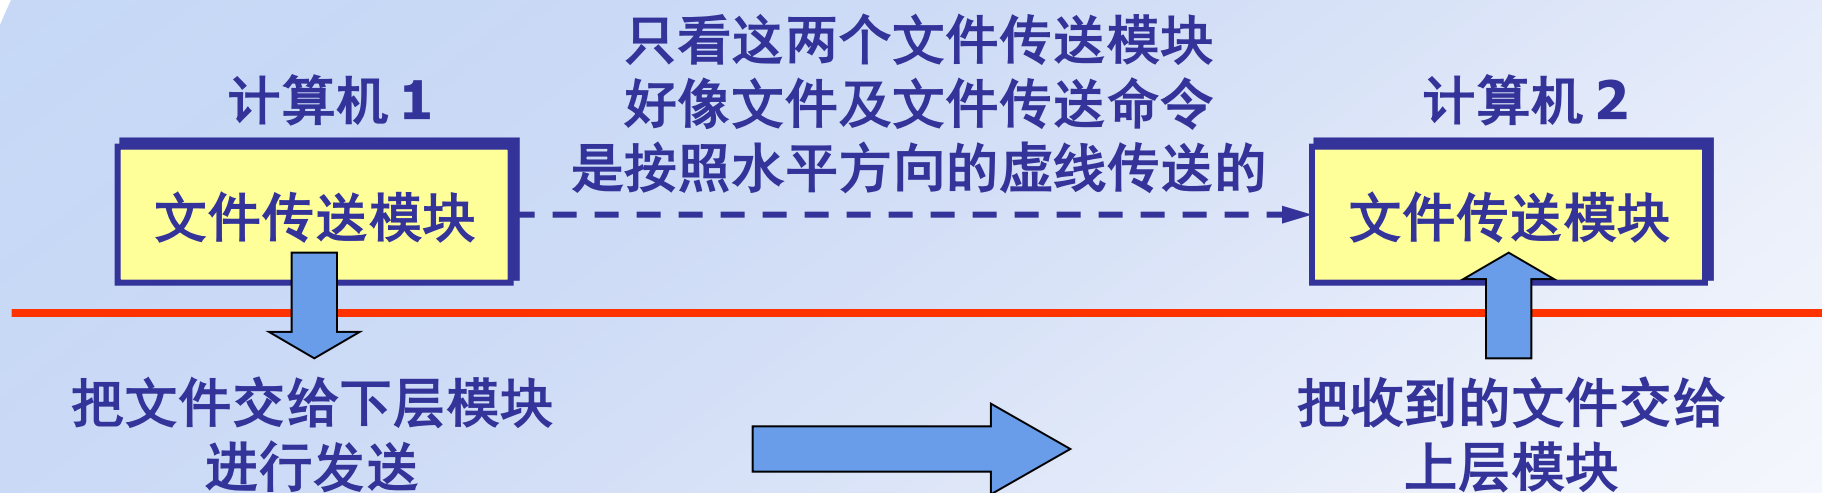 只看这两个文件传送模块
好像文件及文件传送命令
是按照水平方向的虚线传送的
计算机 1
计算机 2
文件传送模块
文件传送模块
把文件交给下层模块
进行发送
把收到的文件交给
上层模块